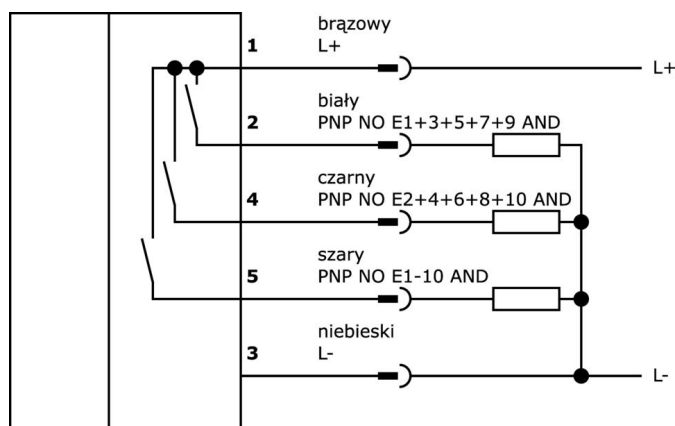 brązowy
1 L+
L+
biały
2 PNP NO E1+3+5+7+9 AND
czarny
4 PNP NO E2+4+6+8+10 AND
szary
5 PNP NO E1-10 AND
niebieski
3 L-
L-